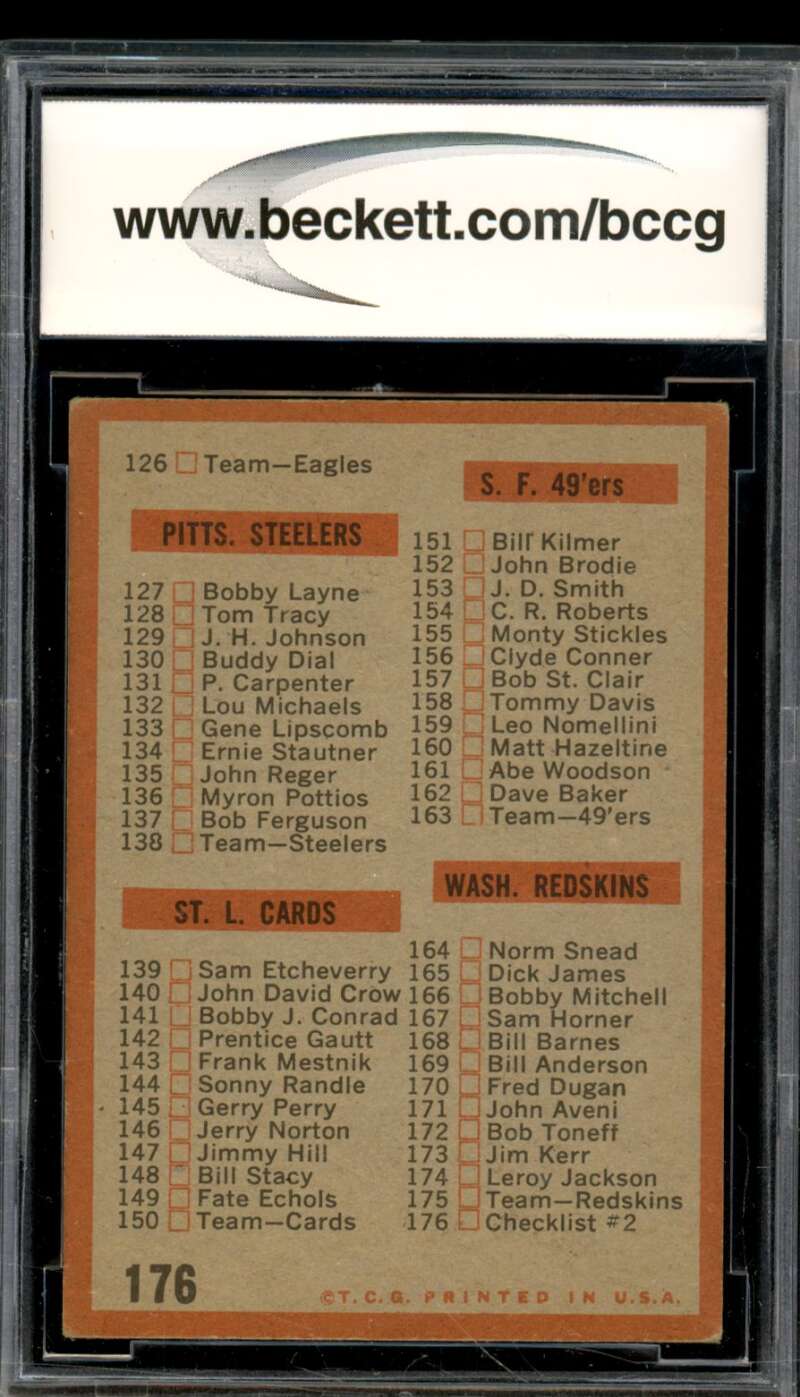 www.beckett.com/bccg
126 Team—Eagles
PITTS. STEELERS
127 Bobby Layne
128 Tom Tracy
129 J. H. Johnson
130 Buddy Dial
131 P. Carpenter
132 Lou Michaels
133 Gene Lipscomb
134 Ernie Stautner
135 John Reger
136 Myron Pottios
137 Bob Ferguson
138 Team—Steelers
ST. L. CARDS
139 Sam Etcheverry
140 John David Crow
141 Bobby J. Conrad
142 Prentice Gautt
143 Frank Mestnik
144 Sonny Randle
145 Gerry Perry
146 Jerry Norton
147 Jimmy Hill
148 Bill Stacy
149 Fate Echols
150 Team—Cards
S. F. 49'ers
151 Bill Kilmer
152 John Brodie
153 J. D. Smith
154 C. R. Roberts
155 Monty Stickles
156 Clyde Conner
157 Bob St. Clair
158 Tommy Davis
159 Leo Nomellini
160 Matt Hazeltine
161 Abe Woodson
162 Dave Baker
163 Team—49'ers
WASH. REDSKINS
164 Norm Snead
165 Dick James
166 Bobby Mitchell
167 Sam Horner
168 Bill Barnes
169 Bill Anderson
170 Fred Dugan
171 John Aveni
172 Bob Toneff
173 Jim Kerr
174 Leroy Jackson
175 Team—Redskins
176 Checklist #2
176
©T.C.G. PRINTED IN U.S.A.